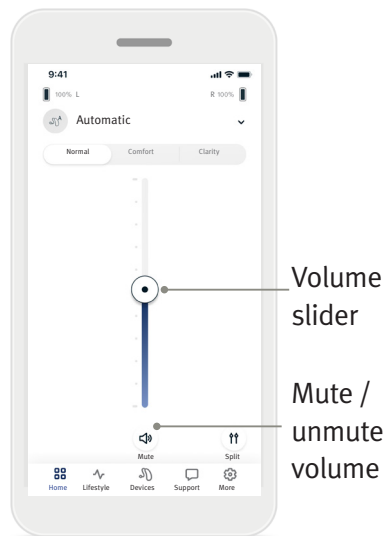 9:41
100% L
R 100%
Automatic
Normal Comfort Clarity
Volume
slider
Mute /
unmute
volume
Mute Split
Home Lifestyle Devices Support More